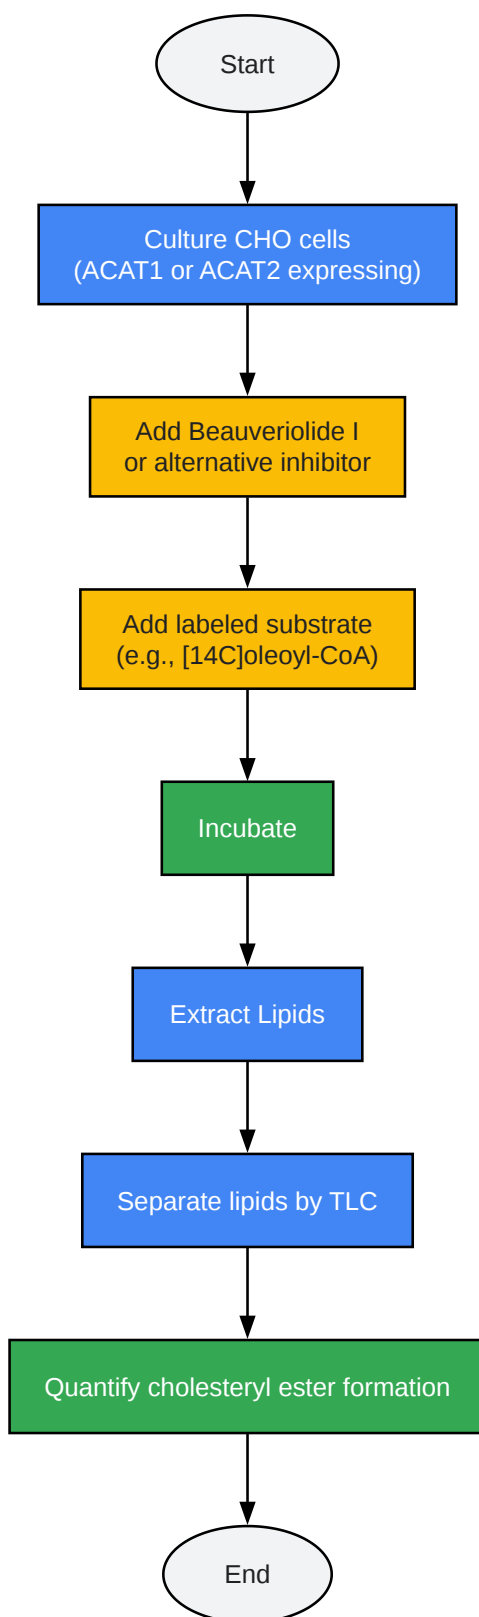 Start
Culture CHO cells
(ACAT1 or ACAT2 expressing)
Add Beauveriolide I
or alternative inhibitor
Add labeled substrate
(e.g., [14C]oleoyl-CoA)
Incubate
Extract Lipids
Separate lipids by TLC
Quantify cholesteryl ester formation
End